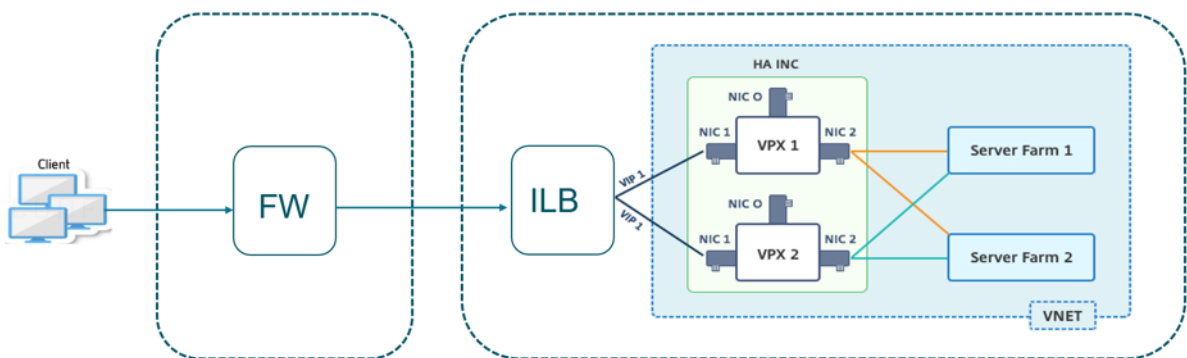 Client
FW
ILB
VIP 1
VIP 1
HA INC
NIC O
NIC 1
VPX 1
NIC 2
NIC O
NIC 1
VPX 2
NIC 2
Server Farm 1
Server Farm 2
VNET